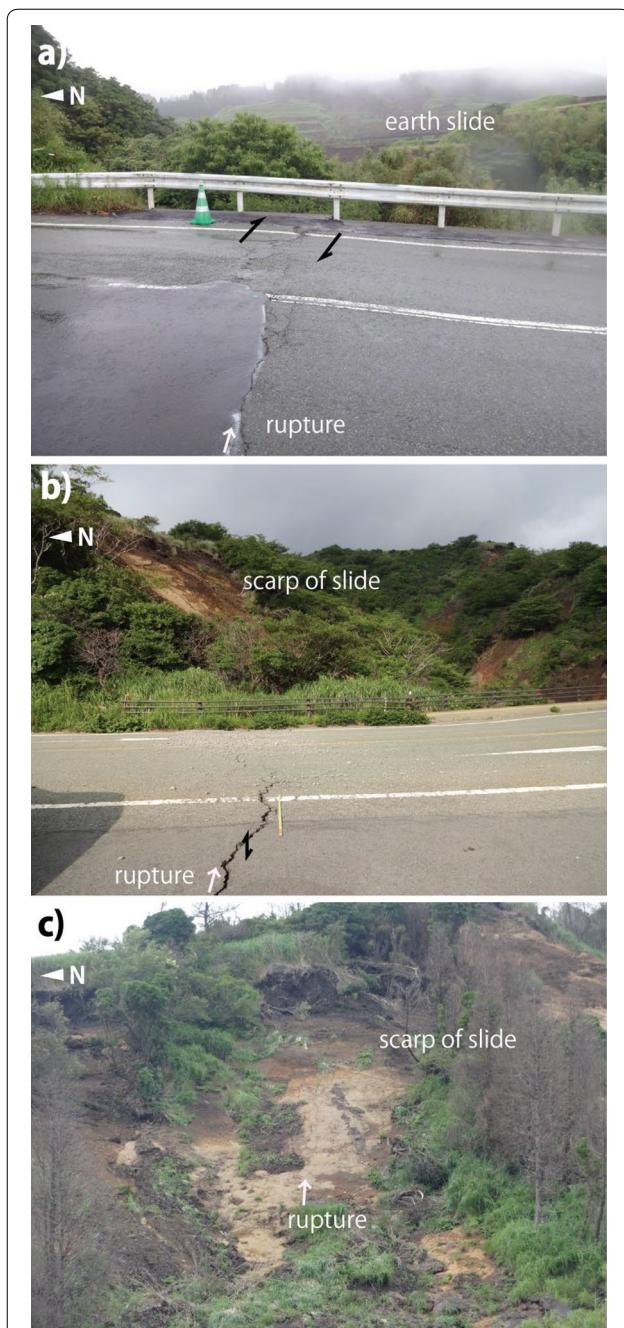 a)
N
earth slide
rupture
b)
N
scarp of slide
rupture
c)
N
scarp of slide
rupture